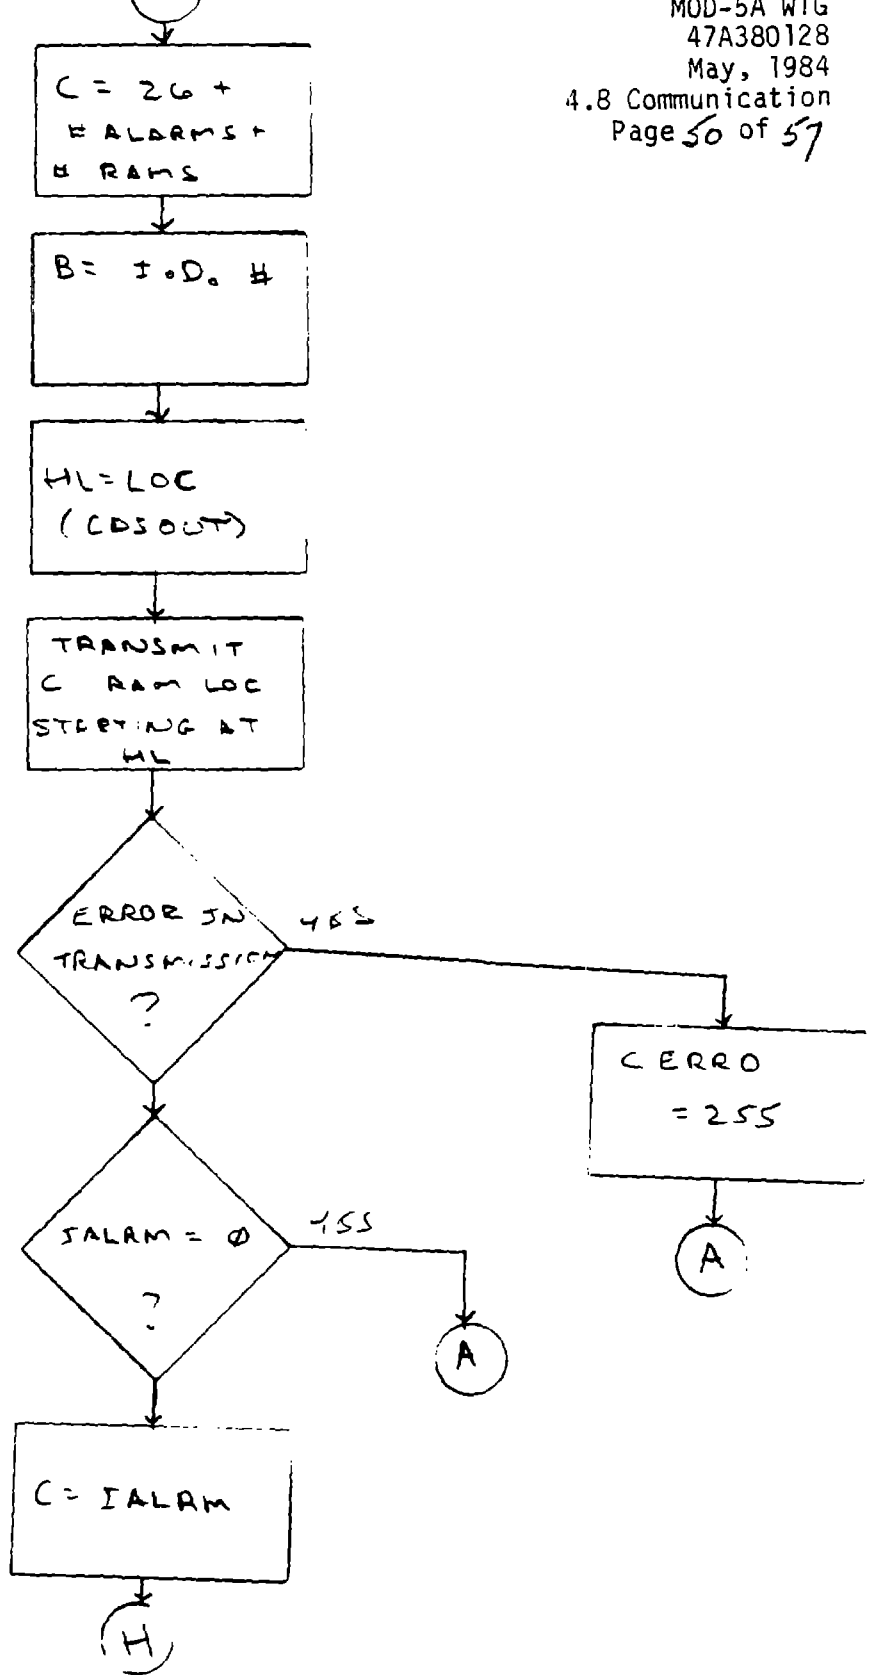 MOD-5A WTG
47A380128
May, 1984
4.8 Communication
Page 50 of 57
C = 26 +
# ALARMS +
# RAMS
B = I.D. #
HL = LOC
(CDSOUT)
TRANSMIT
C RAM LOC
STARTING AT
HL
ERROR IN
TRANSMISSION
?
YES
CERRO
= 255
A
IALRM = Ø
?
YES
A
C = IALRM
H